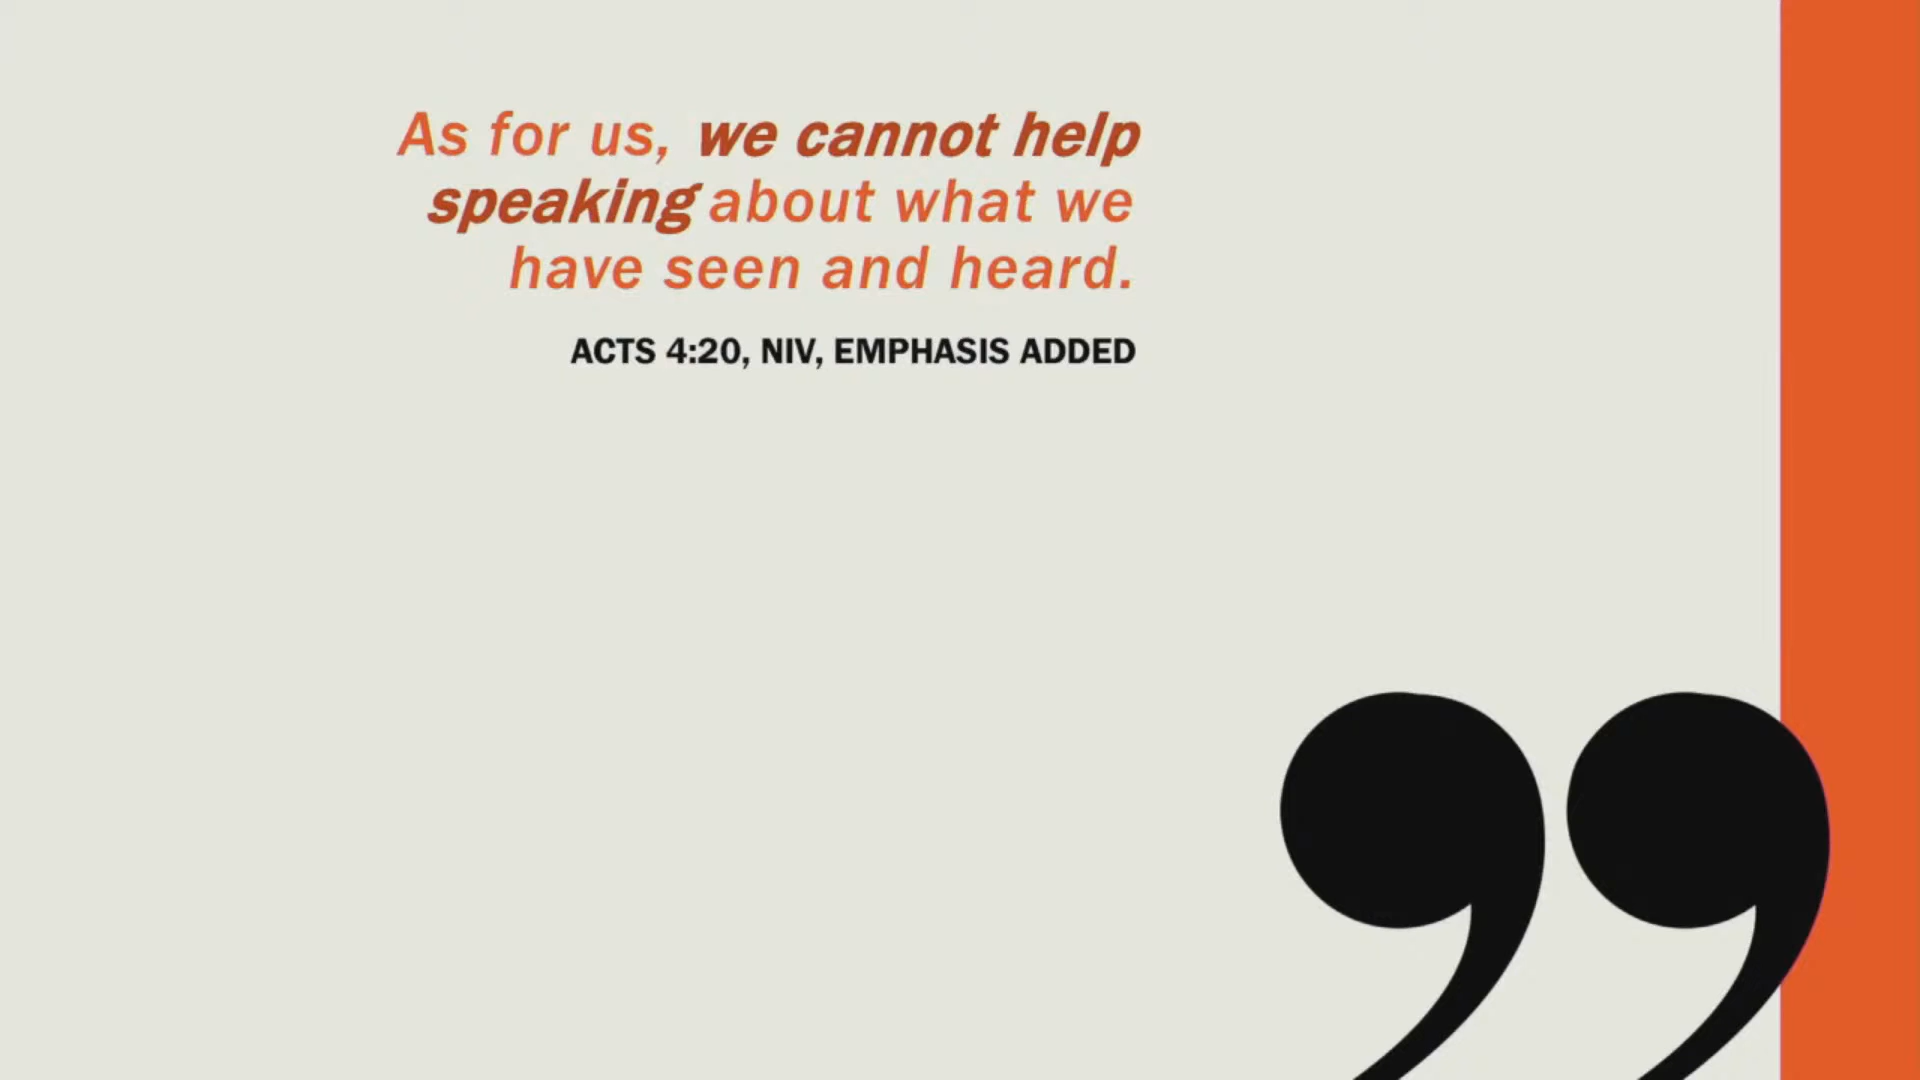 As for us, we cannot help
speaking about what we
have seen and heard.
ACTS 4:20, NIV, EMPHASIS ADDED
”